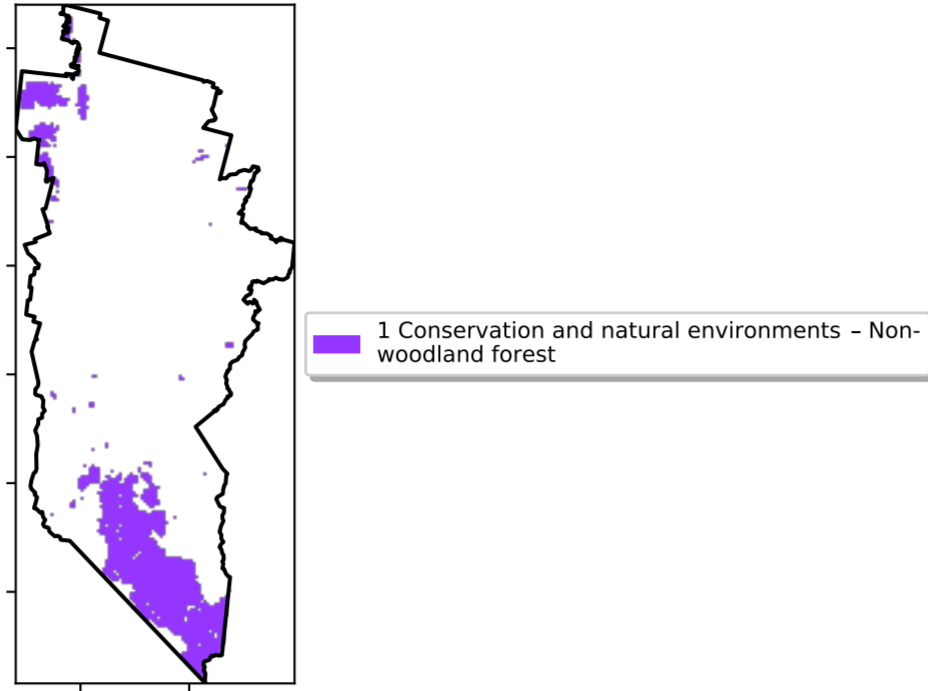 1 Conservation and natural environments – Non-
woodland forest